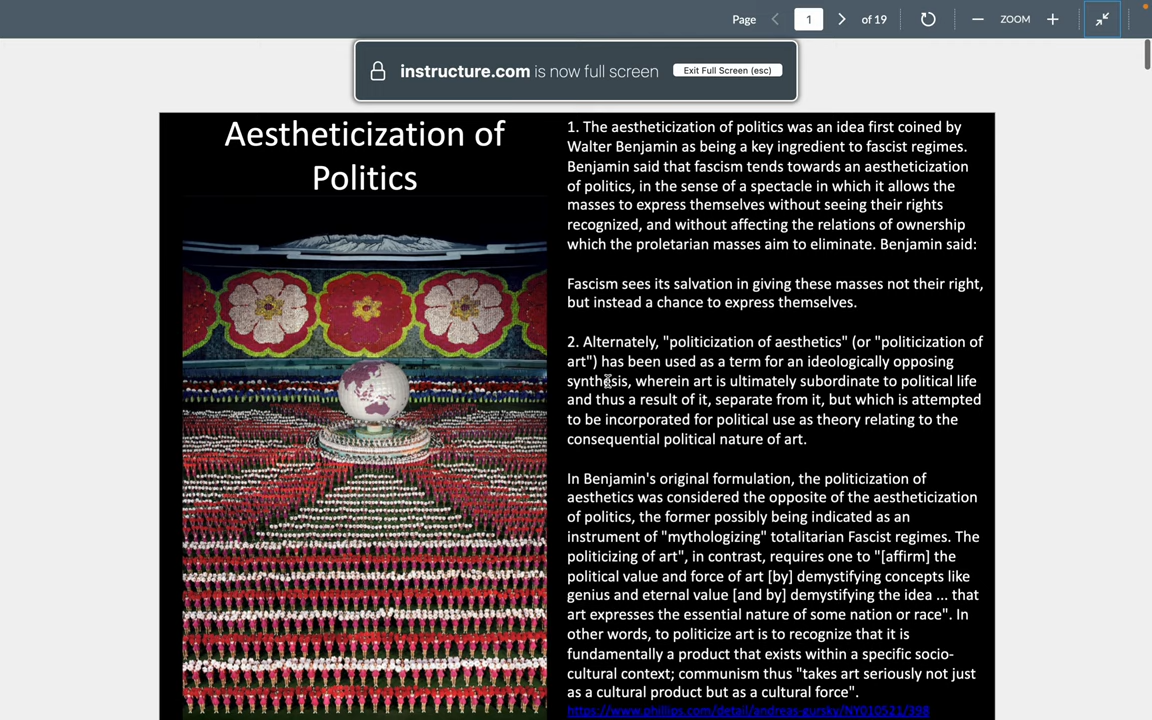 Page
1
of 19
ZOOM
instructure.com is now full screen
Exit Full Screen (esc)
Aestheticization of
Politics
1. The aestheticization of politics was an idea first coined by
Walter Benjamin as being a key ingredient to fascist regimes.
Benjamin said that fascism tends towards an aestheticization
of politics, in the sense of a spectacle in which it allows the
masses to express themselves without seeing their rights
recognized, and without affecting the relations of ownership
which the proletarian masses aim to eliminate. Benjamin said:
Fascism sees its salvation in giving these masses not their right,
but instead a chance to express themselves.
2. Alternately, "politicization of aesthetics" (or "politicization of
art") has been used as a term for an ideologically opposing
synthesis, wherein art is ultimately subordinate to political life
and thus a result of it, separate from it, but which is attempted
to be incorporated for political use as theory relating to the
consequential political nature of art.
In Benjamin's original formulation, the politicization of
aesthetics was considered the opposite of the aestheticization
of politics, the former possibly being indicated as an
instrument of "mythologizing" totalitarian Fascist regimes. The
politicizing of art", in contrast, requires one to "[affirm] the
political value and force of art [by] demystifying concepts like
genius and eternal value [and by] demystifying the idea ... that
art expresses the essential nature of some nation or race". In
other words, to politicize art is to recognize that it is
fundamentally a product that exists within a specific socio-
cultural context; communism thus "takes art seriously not just
as a cultural product but as a cultural force".
https://www.phillips.com/detail/andreas-gursky/NY010521/398